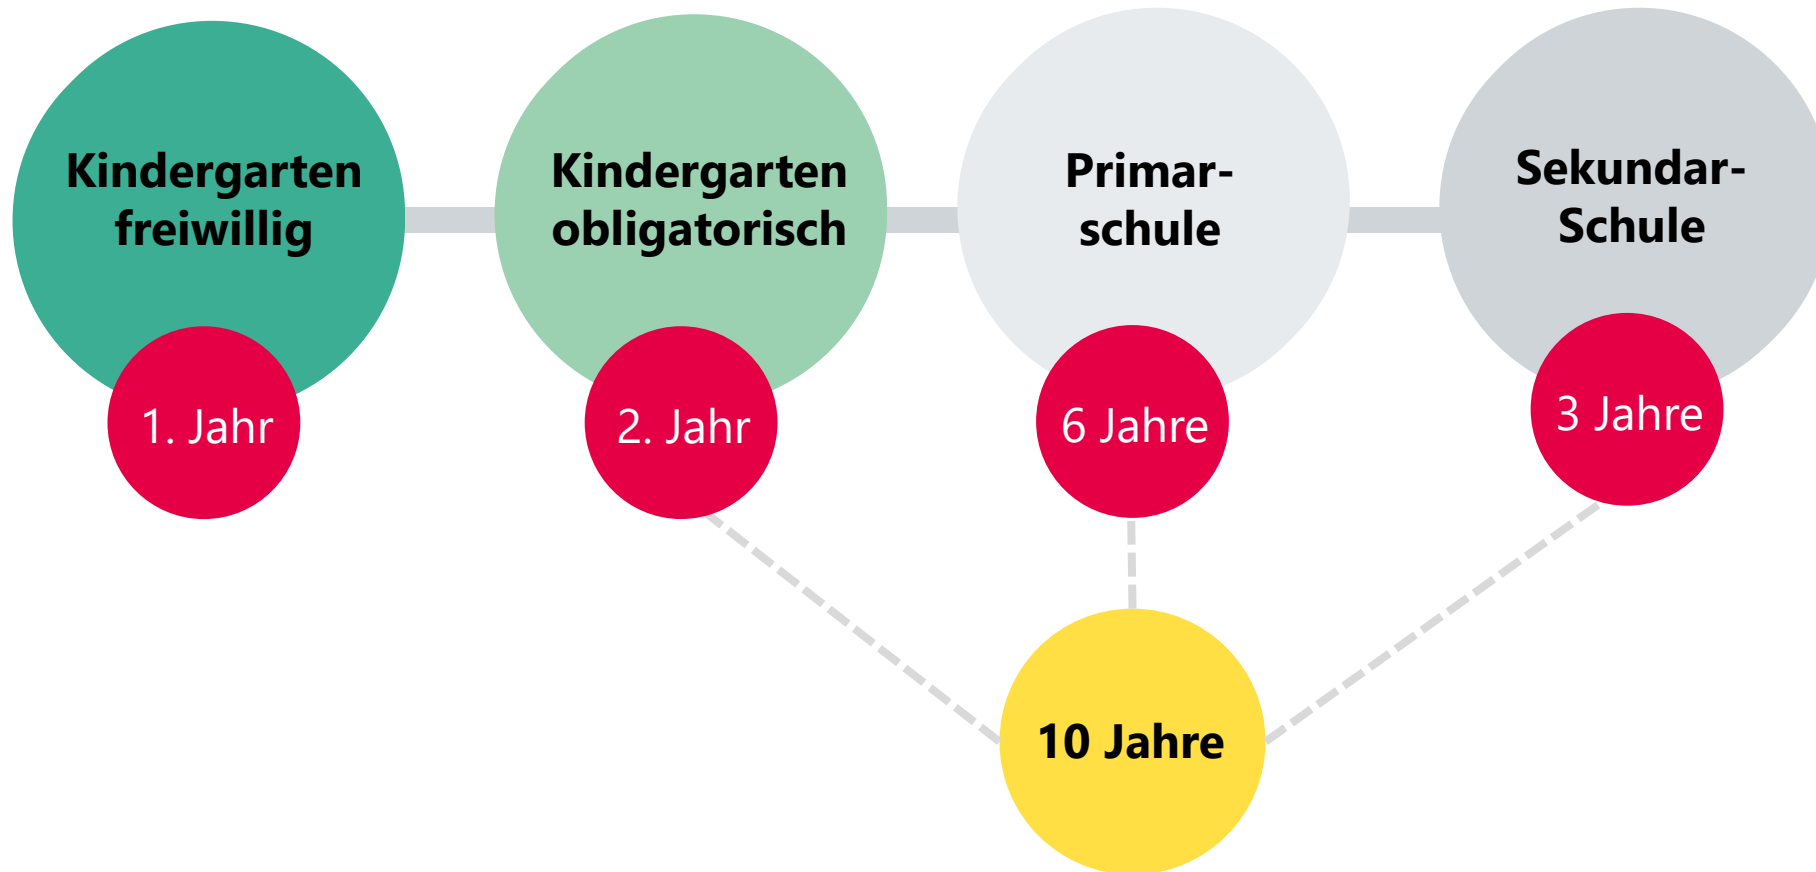 Kindergarten
freiwillig
Kindergarten
obligatorisch
Primar-
schule
Sekundar-
Schule
1. Jahr
2. Jahr
6 Jahre
3 Jahre
10 Jahre